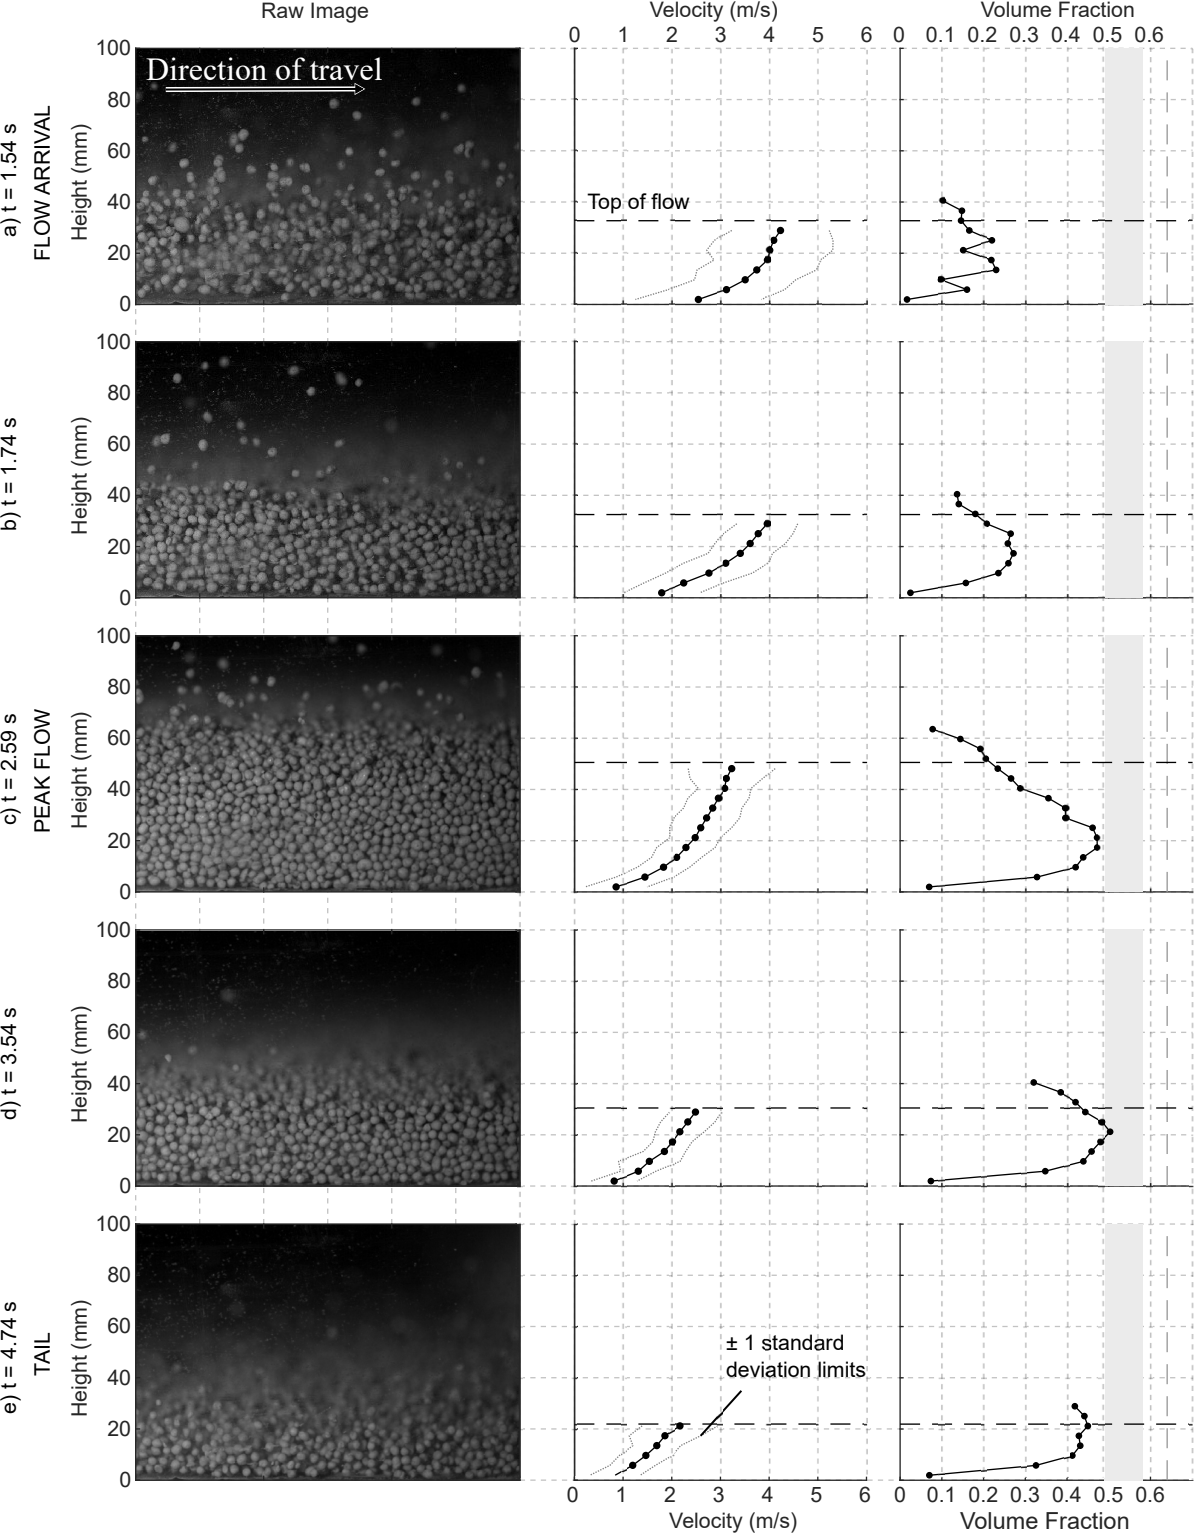 Raw Image
Velocity (m/s)
Volume Fraction
0 1 2 3 4 5 6
0 0.1 0.2 0.3 0.4 0.5 0.6
a) t = 1.54 s
FLOW ARRIVAL
Height (mm)
100
80
60
40
20
0
Direction of travel
Top of flow
b) t = 1.74 s
Height (mm)
100
80
60
40
20
0
c) t = 2.59 s
PEAK FLOW
Height (mm)
100
80
60
40
20
0
d) t = 3.54 s
Height (mm)
100
80
60
40
20
0
e) t = 4.74 s
TAIL
Height (mm)
100
80
60
40
20
0
± 1 standard
deviation limits
0 1 2 3 4 5 6
0 0.1 0.2 0.3 0.4 0.5 0.6
Velocity (m/s)
Volume Fraction